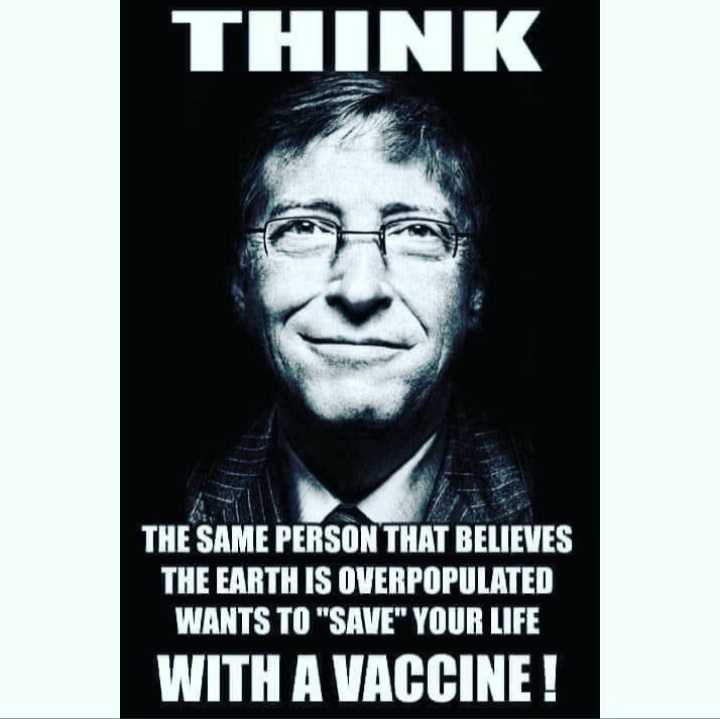 THINK
THE SAME PERSON THAT BELIEVES
THE EARTH IS OVERPOPULATED
WANTS TO "SAVE" YOUR LIFE
WITH A VACCINE !